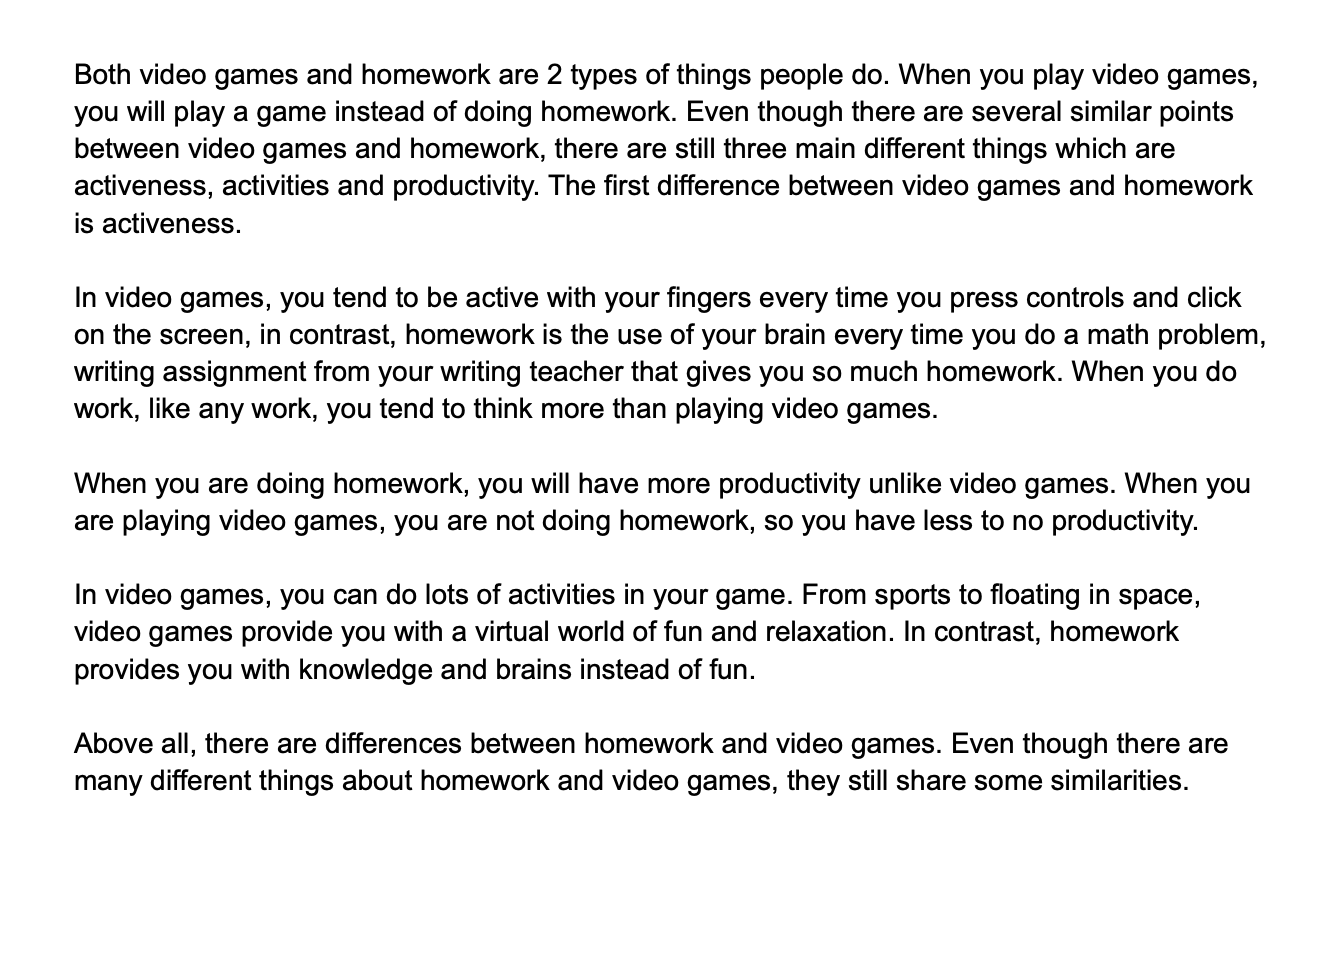 Both video games and homework are 2 types of things people do. When you play video games,
you will play a game instead of doing homework. Even though there are several similar points
between video games and homework, there are still three main different things which are
activeness, activities and productivity. The first difference between video games and homework
is activeness.
In video games, you tend to be active with your fingers every time you press controls and click
on the screen, in contrast, homework is the use of your brain every time you do a math problem,
writing assignment from your writing teacher that gives you so much homework. When you do
work, like any work, you tend to think more than playing video games.
When you are doing homework, you will have more productivity unlike video games. When you
are playing video games, you are not doing homework, so you have less to no productivity.
In video games, you can do lots of activities in your game. From sports to floating in space,
video games provide you with a virtual world of fun and relaxation. In contrast, homework
provides you with knowledge and brains instead of fun.
Above all, there are differences between homework and video games. Even though there are
many different things about homework and video games, they still share some similarities.